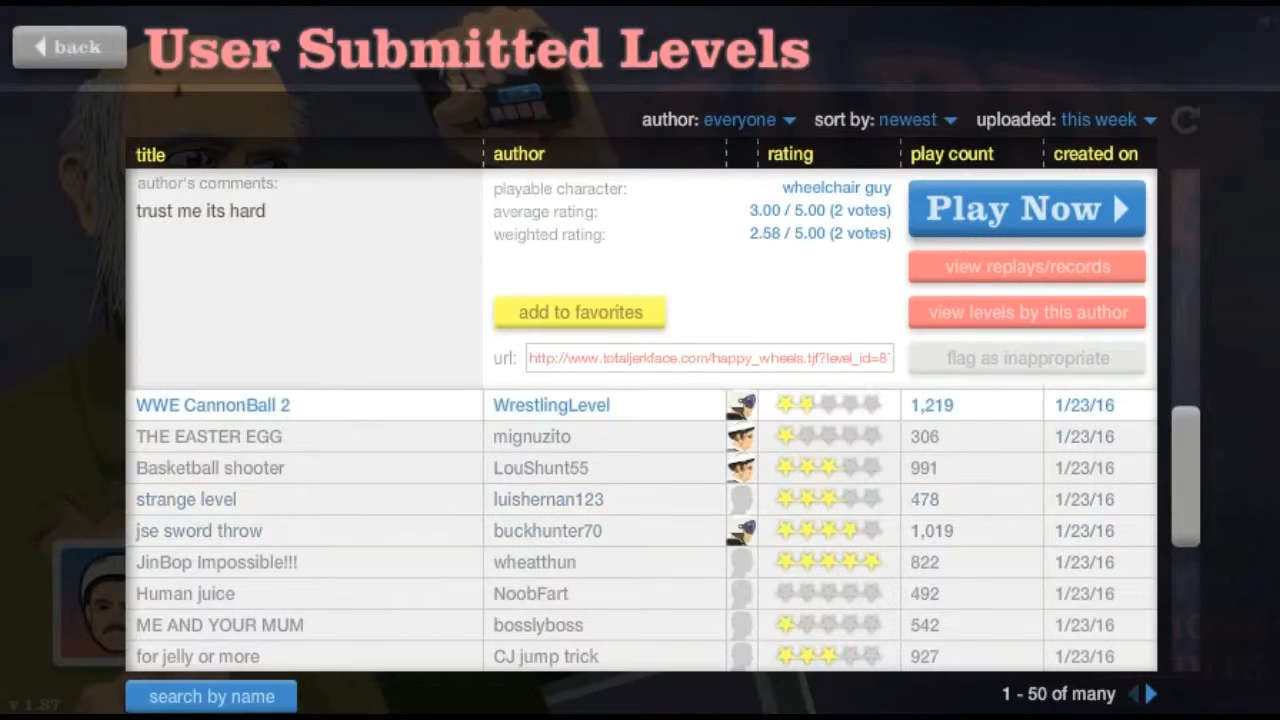 back
User Submitted Levels
author: everyone sort by: newest uploaded: this week
title author rating play count created on
author's comments:
trust me its hard
playable character: wheelchair guy
average rating: 3.00 / 5.00 (2 votes)
weighted rating: 2.58 / 5.00 (2 votes)
Play Now
view replays/records
add to favorites
view levels by this author
url: http://www.totaljerkface.com/happy_wheels.tjf?level_id=8
flag as inappropriate
WWE CannonBall 2 WrestlingLevel 1,219 1/23/16
THE EASTER EGG mignuzito 306 1/23/16
Basketball shooter LouShunt55 991 1/23/16
strange level luishernan123 478 1/23/16
jse sword throw buckhunter70 1,019 1/23/16
JinBop Impossible!!! wheatthun 822 1/23/16
Human juice NoobFart 492 1/23/16
ME AND YOUR MUM bosslyboss 542 1/23/16
for jelly or more CJ jump trick 927 1/23/16
search by name
1 - 50 of many
v 1.87